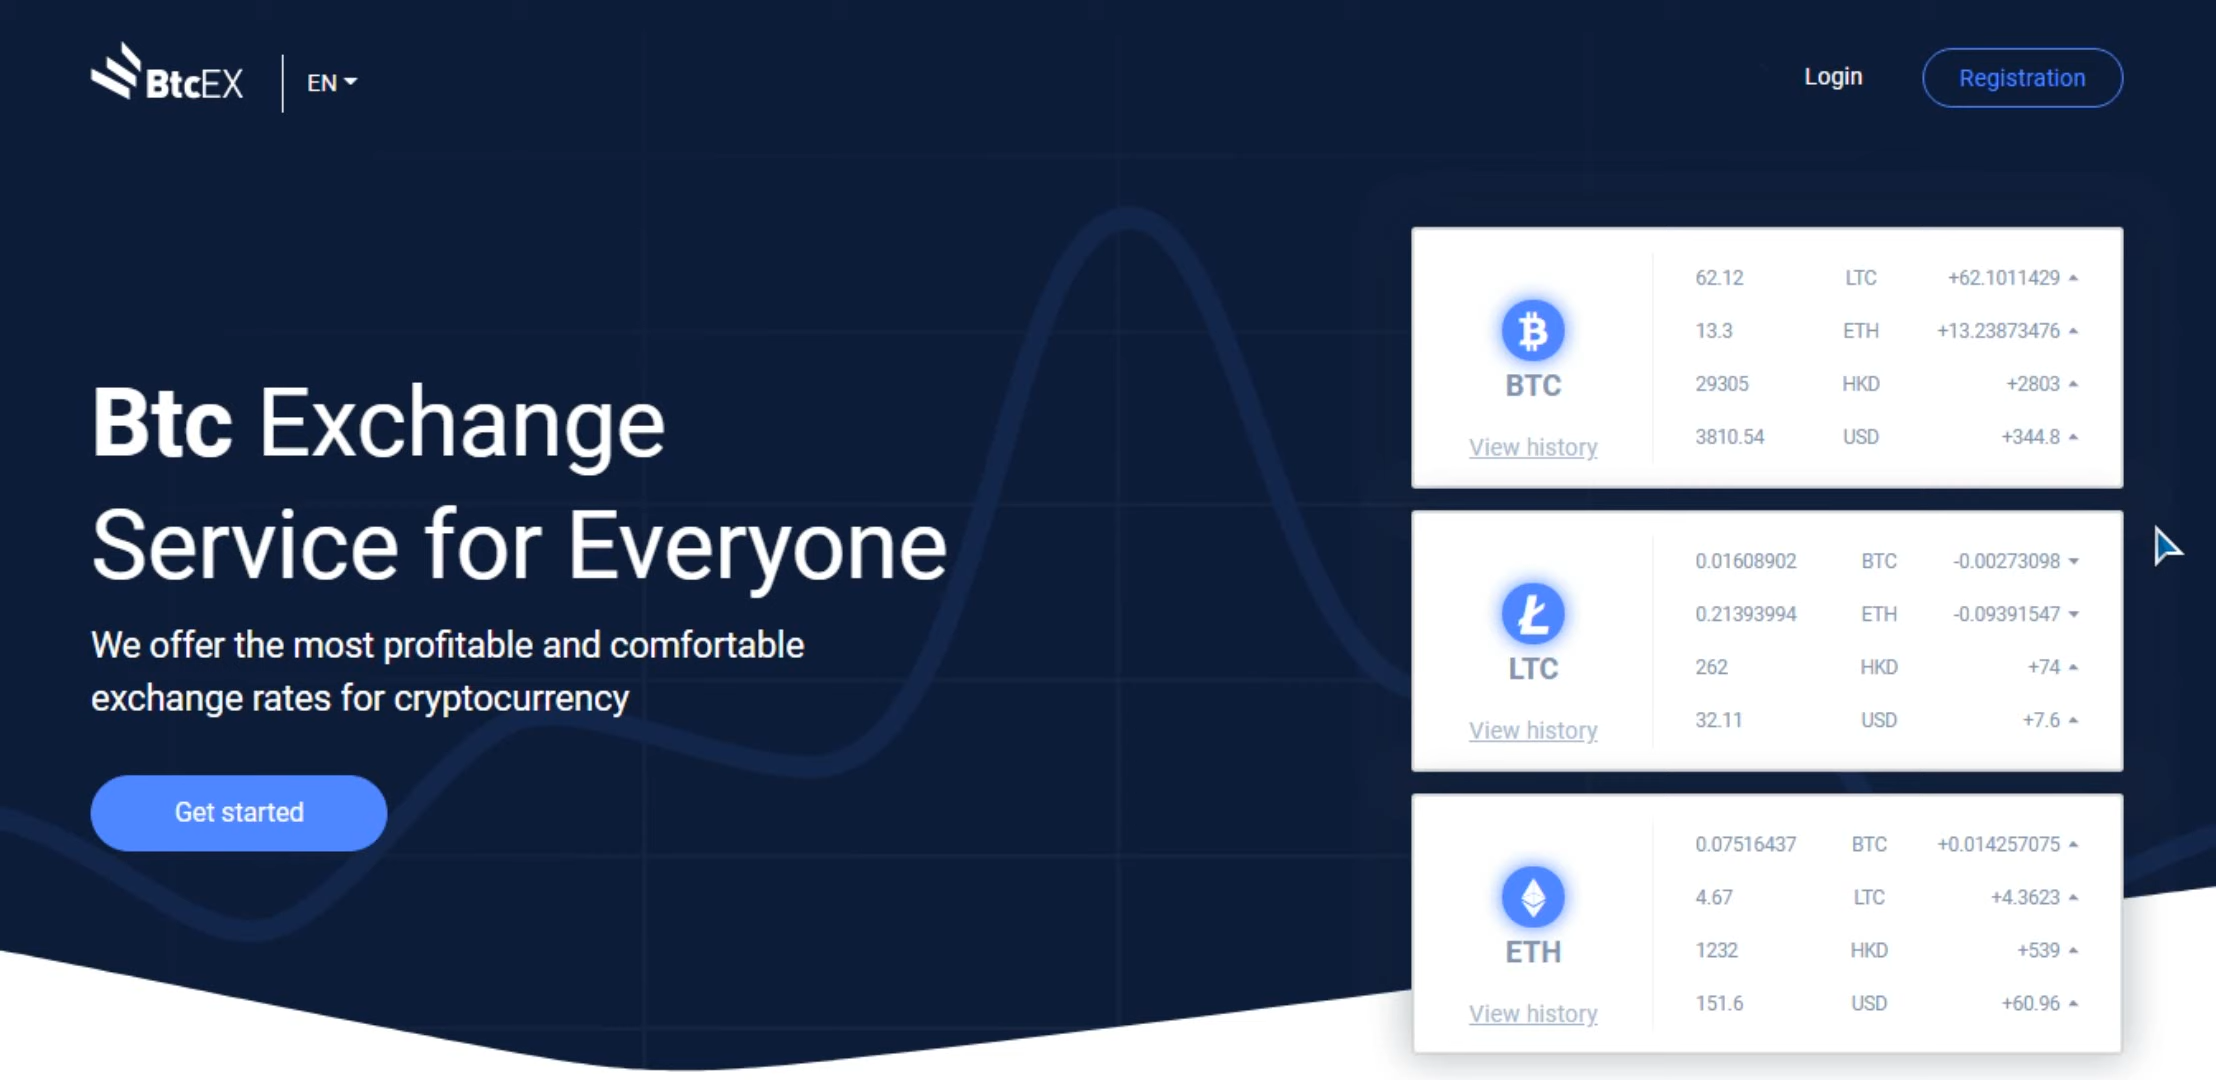 BtcEX
EN
Login
Registration
Btc Exchange
Service for Everyone
We offer the most profitable and comfortable
exchange rates for cryptocurrency
Get started
BTC
View history
62.12 LTC +62.1011429
13.3 ETH +13.23873476
29305 HKD +2803
3810.54 USD +344.8
LTC
View history
0.01608902 BTC -0.00273098
0.21393994 ETH -0.09391547
262 HKD +74
32.11 USD +7.6
ETH
View history
0.07516437 BTC +0.014257075
4.67 LTC +4.3623
1232 HKD +539
151.6 USD +60.96